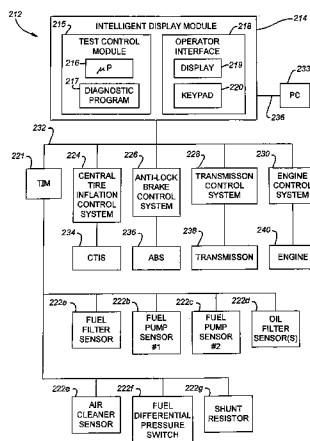 212
INTELLIGENT DISPLAY MODULE
214
215
TEST CONTROL
MODULE
216
μP
217
DIAGNOSTIC
PROGRAM
OPERATOR
INTERFACE
218
DISPLAY
219
KEYPAD
220
233
PC
236
232
221
TIM
224
CENTRAL
TIRE
INFLATION
CONTROL
SYSTEM
226
ANTI-LOCK
BRAKE
CONTROL
SYSTEM
228
TRANSMISSON
CONTROL
SYSTEM
230
ENGINE
CONTROL
SYSTEM
234
CTIS
236
ABS
238
TRANSMISSON
240
ENGINE
222a
FUEL
FILTER
SENSOR
222b
FUEL
PUMP
SENSOR
#1
222c
FUEL
PUMP
SENSOR
#2
222d
OIL
FILTER
SENSOR(S)
222e
AIR
CLEANER
SENSOR
222f
FUEL
DIFFERENTIAL
PRESSURE
SWITCH
222g
SHUNT
RESISTOR